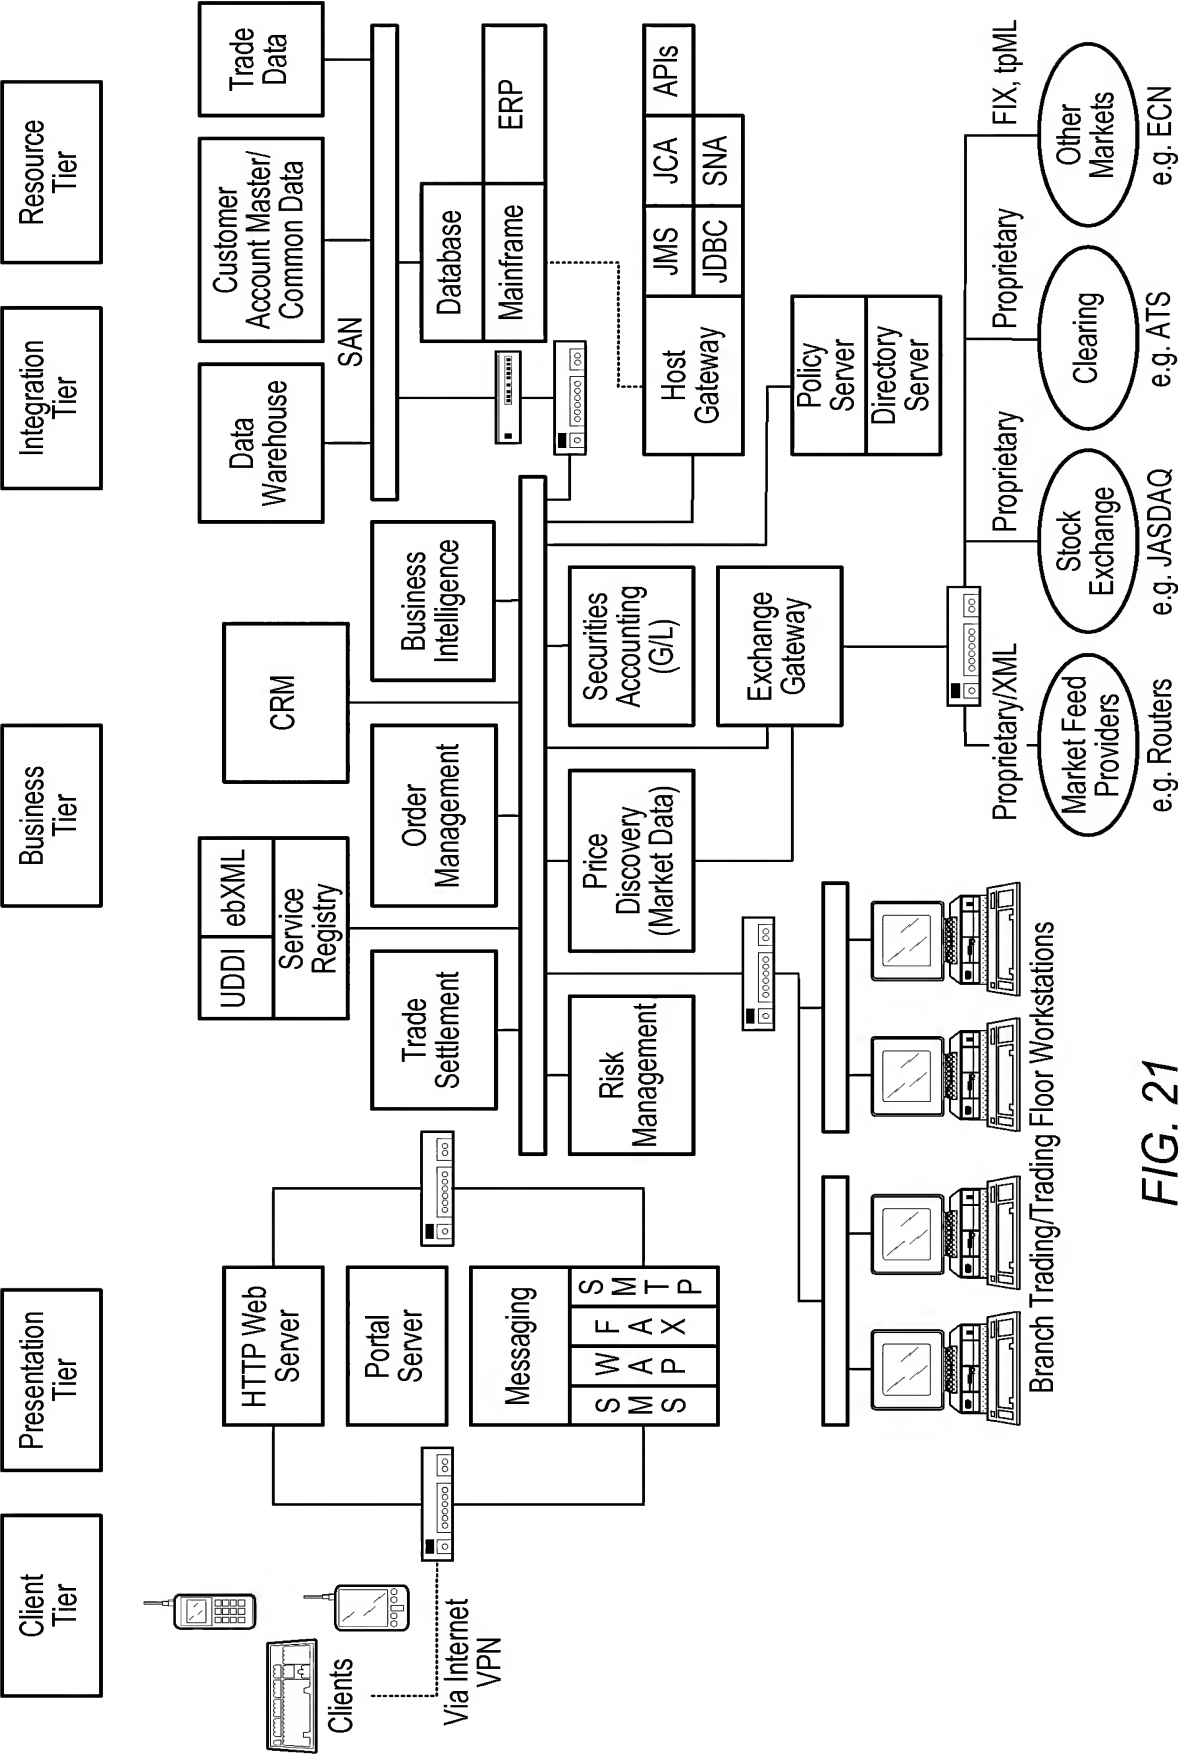 Client
Tier
Presentation
Tier
Business
Tier
Integration
Tier
Resource
Tier
Clients
Via Internet
VPN
HTTP Web
Server
Portal
Server
Messaging
SMS
WAP
FAX
SMTP
UDDI
ebXML
Service
Registry
CRM
Trade
Settlement
Order
Management
Business
Intelligence
Risk
Management
Price
Discovery
(Market Data)
Securities
Accounting
(G/L)
Exchange
Gateway
Data
Warehouse
Customer
Account Master/
Common Data
Trade
Data
SAN
Database
Mainframe
ERP
Host
Gateway
JMS
JCA
APIs
JDBC
SNA
Policy
Server
Directory
Server
Branch Trading/Trading Floor Workstations
Proprietary/XML
Proprietary
Proprietary
FIX, tpML
Market Feed
Providers
Stock
Exchange
Clearing
Other
Markets
e.g. Routers
e.g. JASDAQ
e.g. ATS
e.g. ECN
FIG. 21